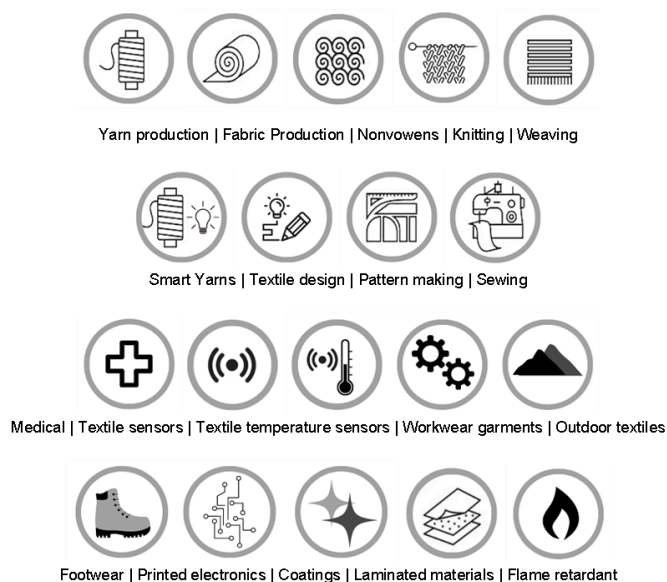 Yarn production | Fabric Production | Nonvowens | Knitting | Weaving
Smart Yarns | Textile design | Pattern making | Sewing
Medical | Textile sensors | Textile temperature sensors | Workwear garments | Outdoor textiles
Footwear | Printed electronics | Coatings | Laminated materials | Flame retardant